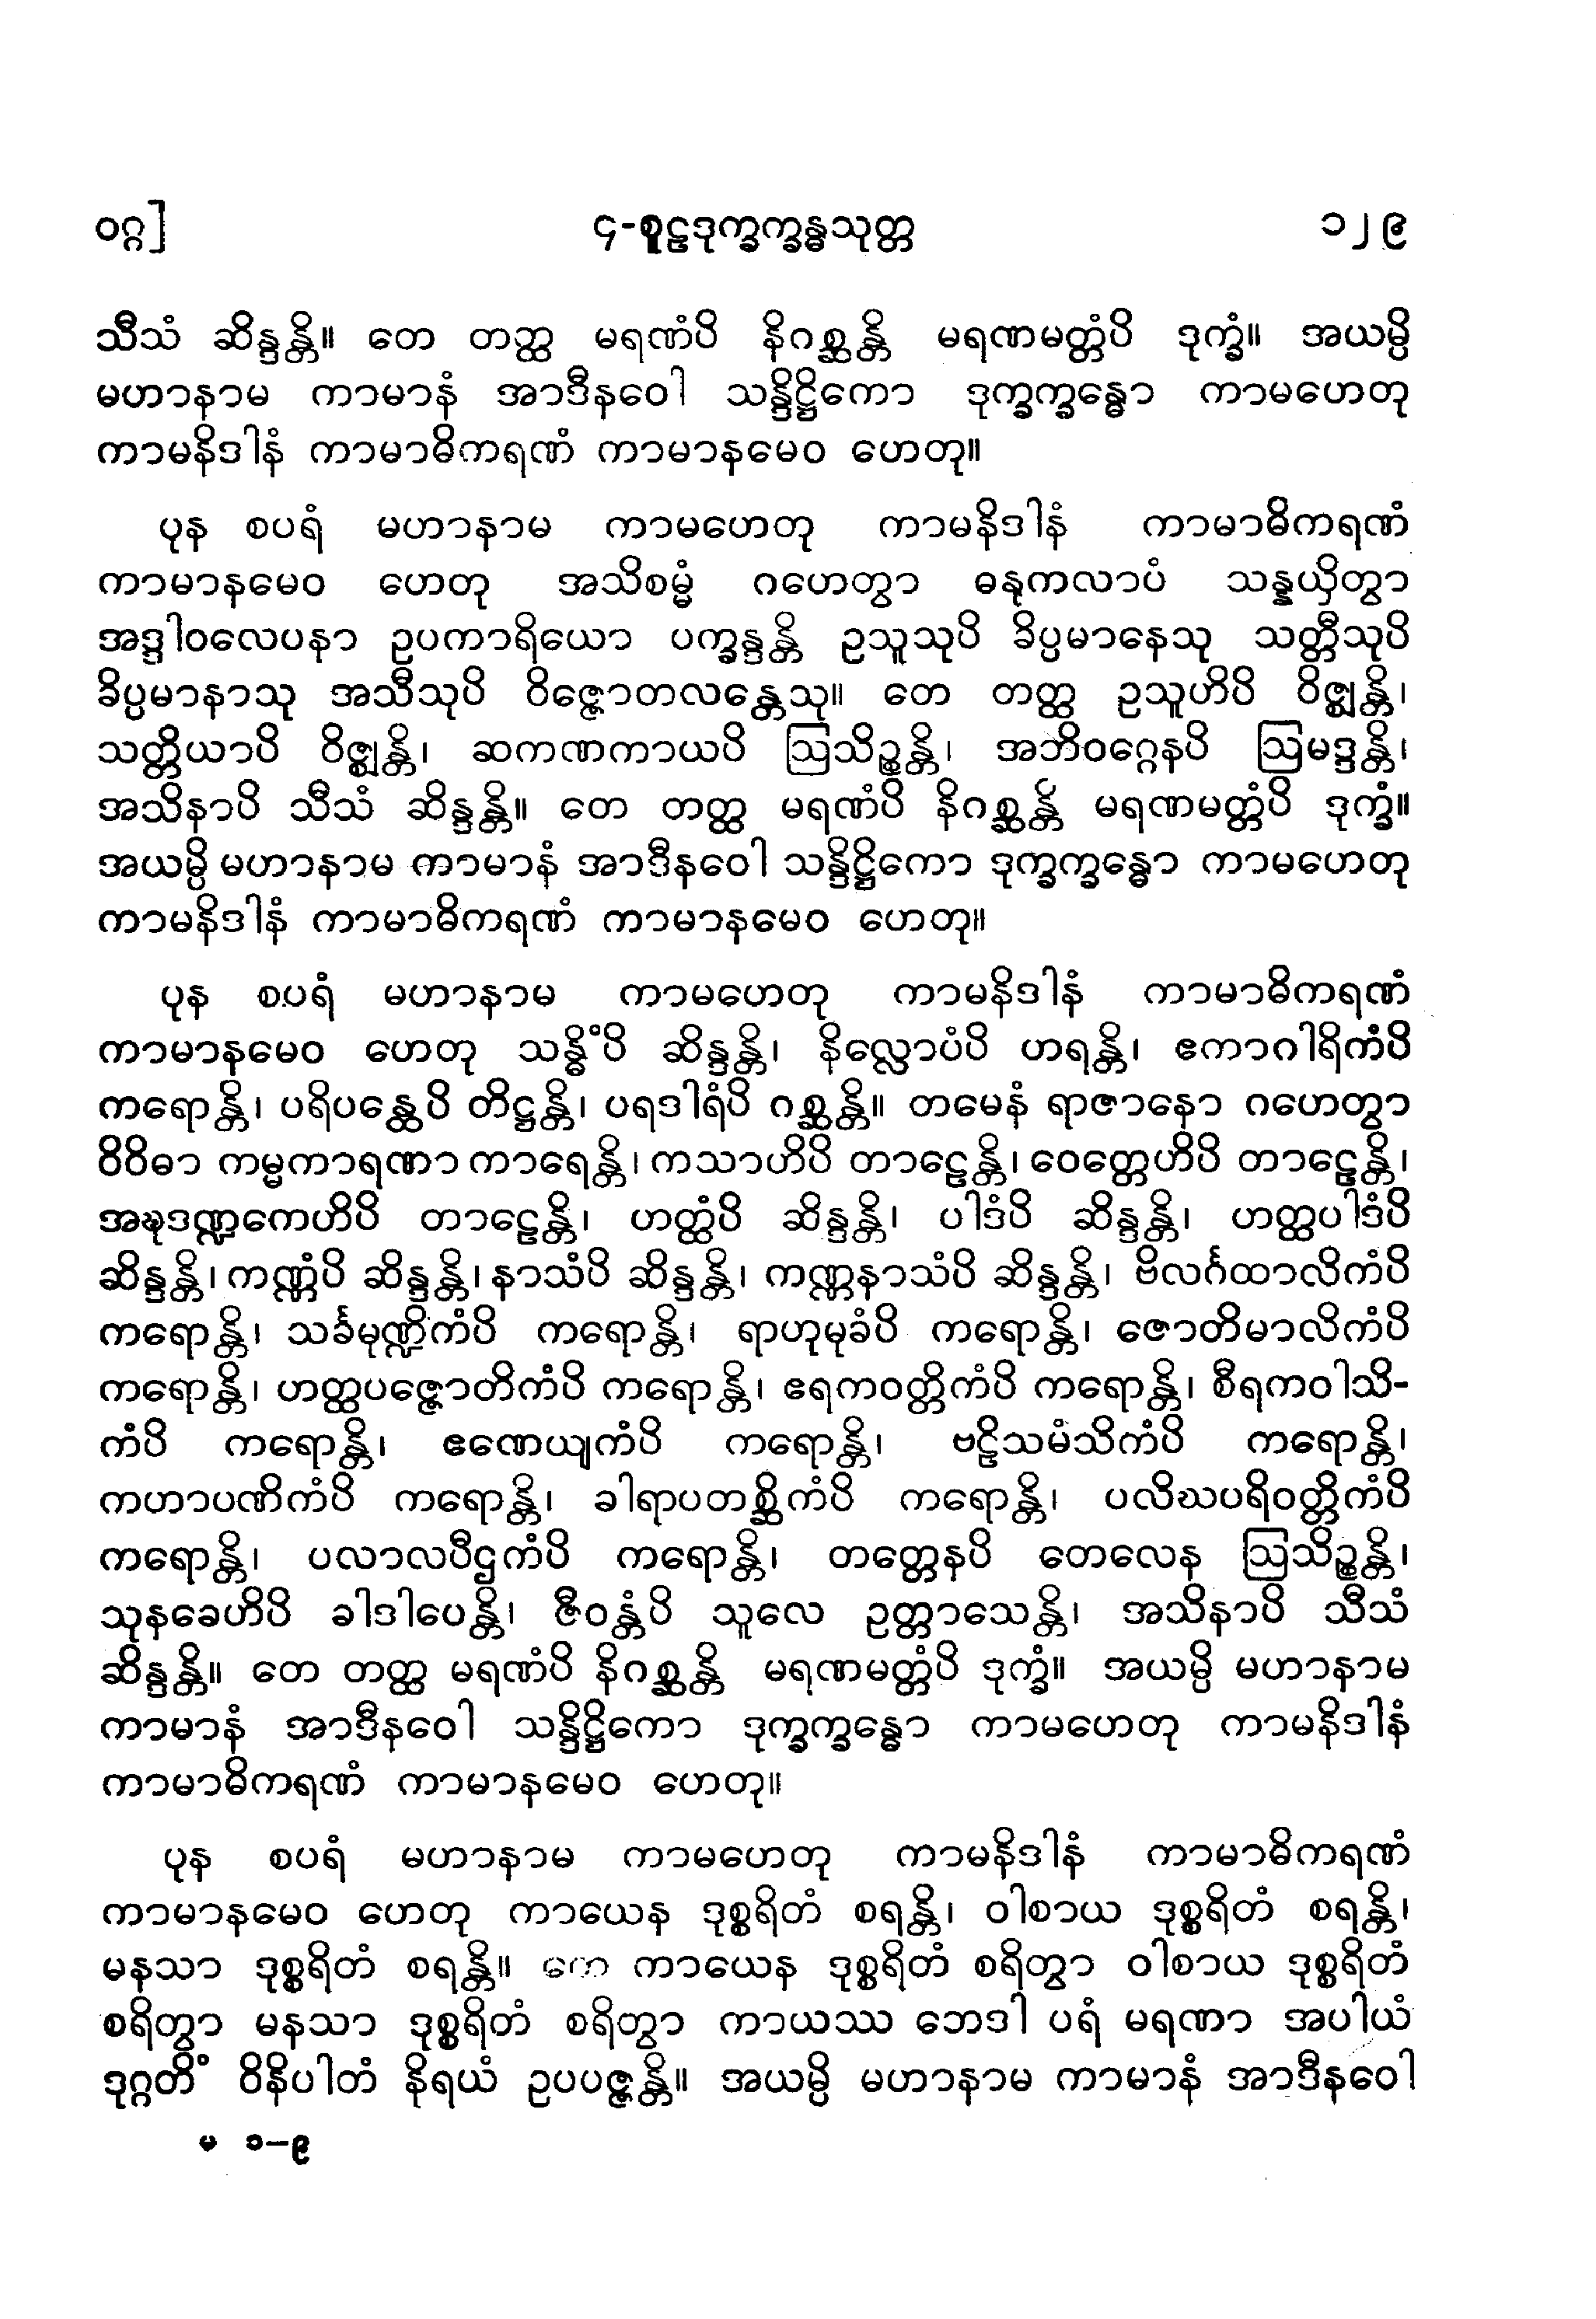 ဝဂ္ဂ] ၄-စူဠဒုက္ခက္ခန္ဓသုတ္တ ၁၂၉
သီသံ ဆိန္ဒန္တိ။ တေ တတ္ထ မရဏံပိ နိဂစ္ဆန္တိ မရဏမတ္တံပိ ဒုက္ခံ။ အယမ္ပိ
မဟာနာမ ကာမာနံ အာဒီနဝေါ သန္ဒိဋ္ဌိကော ဒုက္ခက္ခန္ဓော ကာမဟေတု
ကာမနိဒါနံ ကာမာဓိကရဏံ ကာမာနမေဝ ဟေတု။
ပုန စပရံ မဟာနာမ ကာမဟေတု ကာမနိဒါနံ ကာမာဓိကရဏံ
ကာမာနမေဝ ဟေတု အသိစမ္မံ ဂဟေတွာ ဓနုကလာပံ သန္နယှိတွာ
အဒ္ဒါဝလေပနာ ဥပကာရိယော ပက္ခန္ဒန္တိ ဥသူသုပိ ခိပ္ပမာနေသု သတ္တီသုပိ
ခိပ္ပမာနာသု အသီသုပိ ဝိဇ္ဇောတလန္တေသု။ တေ တတ္ထ ဥသူဟိပိ ဝိဇ္ဈန္တိ၊
သတ္တိယာပိ ဝိဇ္ဈန္တိ၊ ဆကဏကာယပိ ဩသိဉ္စန္တိ၊ အဘိဝဂ္ဂေနပိ ဩမဒ္ဒန္တိ၊
အသိနာပိ သီသံ ဆိန္ဒန္တိ။ တေ တတ္ထ မရဏံပိ နိဂစ္ဆန္တိ မရဏမတ္တံပိ ဒုက္ခံ။
အယမ္ပိ မဟာနာမ ကာမာနံ အာဒီနဝေါ သန္ဒိဋ္ဌိကော ဒုက္ခက္ခန္ဓော ကာမဟေတု
ကာမနိဒါနံ ကာမာဓိကရဏံ ကာမာနမေဝ ဟေတု။
ပုန စပရံ မဟာနာမ ကာမဟေတု ကာမနိဒါနံ ကာမာဓိကရဏံ
ကာမာနမေဝ ဟေတု သန္ဓိံပိ ဆိန္ဒန္တိ၊ နိလ္လောပံပိ ဟရန္တိ၊ ဧကာဂါရိကံပိ
ကရောန္တိ၊ ပရိပန္ထေပိ တိဋ္ဌန္တိ၊ ပရဒါရံပိ ဂစ္ဆန္တိ။ တမေနံ ရာဇာနော ဂဟေတွာ
ဝိဝိဓာ ကမ္မကာရဏာ ကာရေန္တိ၊ ကသာဟိပိ တာဠေန္တိ၊ ဝေတ္တေဟိပိ တာဠေန္တိ၊
အဍ္ဎဒဏ္ဍကေဟိပိ တာဠေန္တိ၊ ဟတ္ထံပိ ဆိန္ဒန္တိ၊ ပါဒံပိ ဆိန္ဒန္တိ၊ ဟတ္ထပါဒံပိ
ဆိန္ဒန္တိ၊ ကဏ္ဏံပိ ဆိန္ဒန္တိ၊ နာသံပိ ဆိန္ဒန္တိ၊ ကဏ္ဏနာသံပိ ဆိန္ဒန္တိ၊ ဗိလင်္ဂထာလိကံပိ
ကရောန္တိ၊ သင်္ခမုဏ္ဍိကံပိ ကရောန္တိ၊ ရာဟုမုခံပိ ကရောန္တိ၊ ဇောတိမာလိကံပိ
ကရောန္တိ၊ ဟတ္ထပဇ္ဇောတိကံပိ ကရောန္တိ၊ ဧရကဝတ္တိကံပိ ကရောန္တိ၊ စီရကဝါသိ-
ကံပိ ကရောန္တိ၊ ဧဏေယျကံပိ ကရောန္တိ၊ ဗဠိသမံသိကံပိ ကရောန္တိ၊
ကဟာပဏိကံပိ ကရောန္တိ၊ ခါရာပတစ္ဆိကံပိ ကရောန္တိ၊ ပလိဃပရိဝတ္တိကံပိ
ကရောန္တိ၊ ပလာလပီဌကံပိ ကရောန္တိ၊ တတ္တေနပိ တေလေန ဩသိဉ္စန္တိ၊
သုနခေဟိပိ ခါဒါပေန္တိ၊ ဇီဝန္တံပိ သူလေ ဥတ္တာသေန္တိ၊ အသိနာပိ သီသံ
ဆိန္ဒန္တိ။ တေ တတ္ထ မရဏံပိ နိဂစ္ဆန္တိ မရဏမတ္တံပိ ဒုက္ခံ။ အယမ္ပိ မဟာနာမ
ကာမာနံ အာဒီနဝေါ သန္ဒိဋ္ဌိကော ဒုက္ခက္ခန္ဓော ကာမဟေတု ကာမနိဒါနံ
ကာမာဓိကရဏံ ကာမာနမေဝ ဟေတု။
ပုန စပရံ မဟာနာမ ကာမဟေတု ကာမနိဒါနံ ကာမာဓိကရဏံ
ကာမာနမေဝ ဟေတု ကာယေန ဒုစ္စရိတံ စရန္တိ၊ ဝါစာယ ဒုစ္စရိတံ စရန္တိ၊
မနသာ ဒုစ္စရိတံ စရန္တိ။ တေ ကာယေန ဒုစ္စရိတံ စရိတွာ ဝါစာယ ဒုစ္စရိတံ
စရိတွာ မနသာ ဒုစ္စရိတံ စရိတွာ ကာယဿ ဘေဒါ ပရံ မရဏာ အပါယံ
ဒုဂ္ဂတိံ ဝိနိပါတံ နိရယံ ဥပပဇ္ဇန္တိ။ အယမ္ပိ မဟာနာမ ကာမာနံ အာဒီနဝေါ
မ ၁-၉